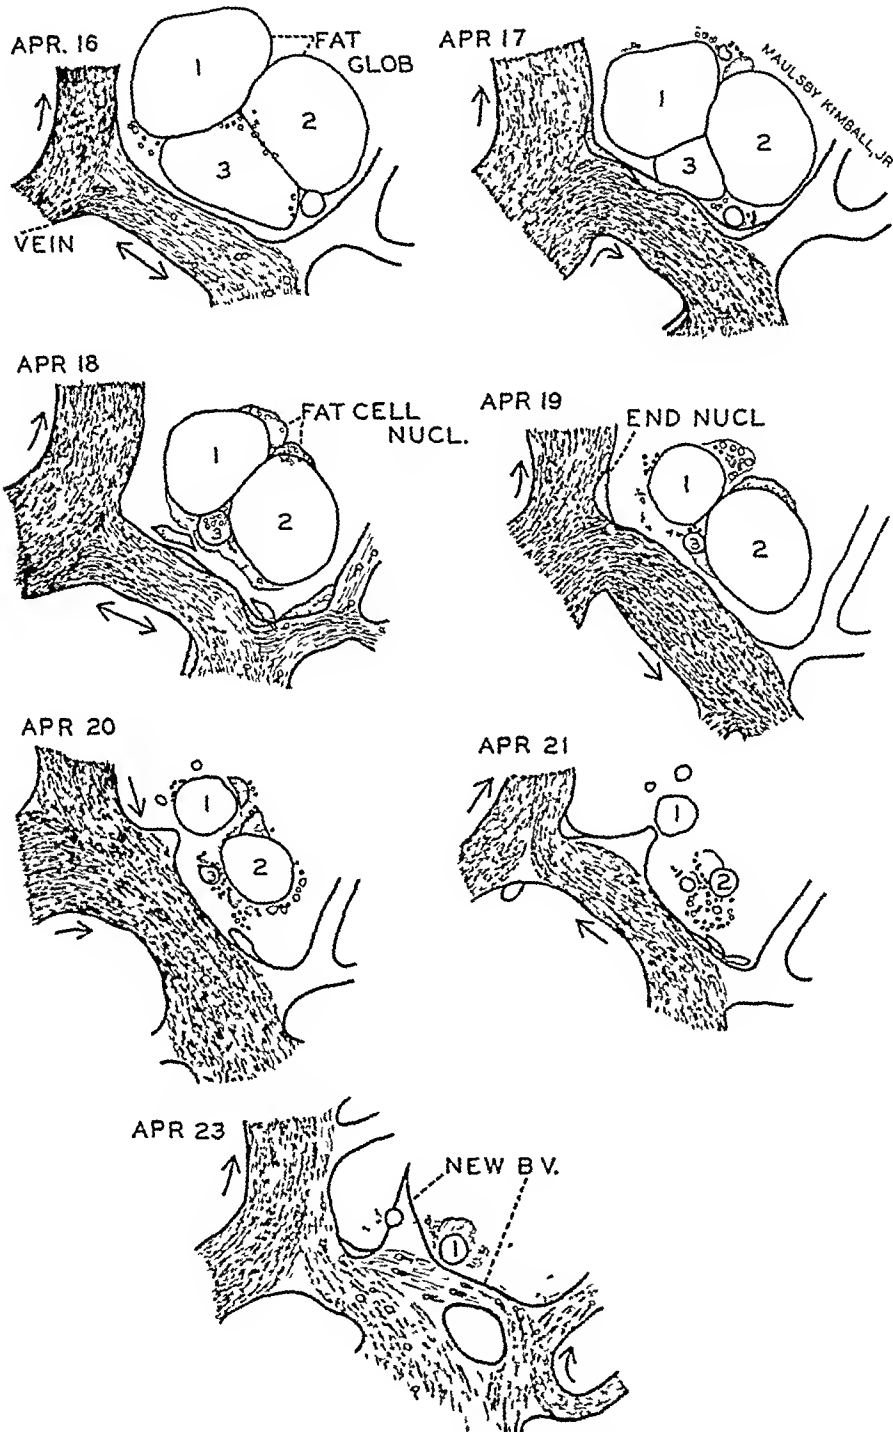 APR. 16
FAT
GLOB
1
2
3
VEIN
APR 17
MAULSBY KIMBALL, JR
1
2
3
APR 18
FAT CELL
NUCL.
1
2
3
APR 19
END NUCL
1
2
3
APR 20
1
2
APR 21
1
2
APR 23
NEW B V.
1